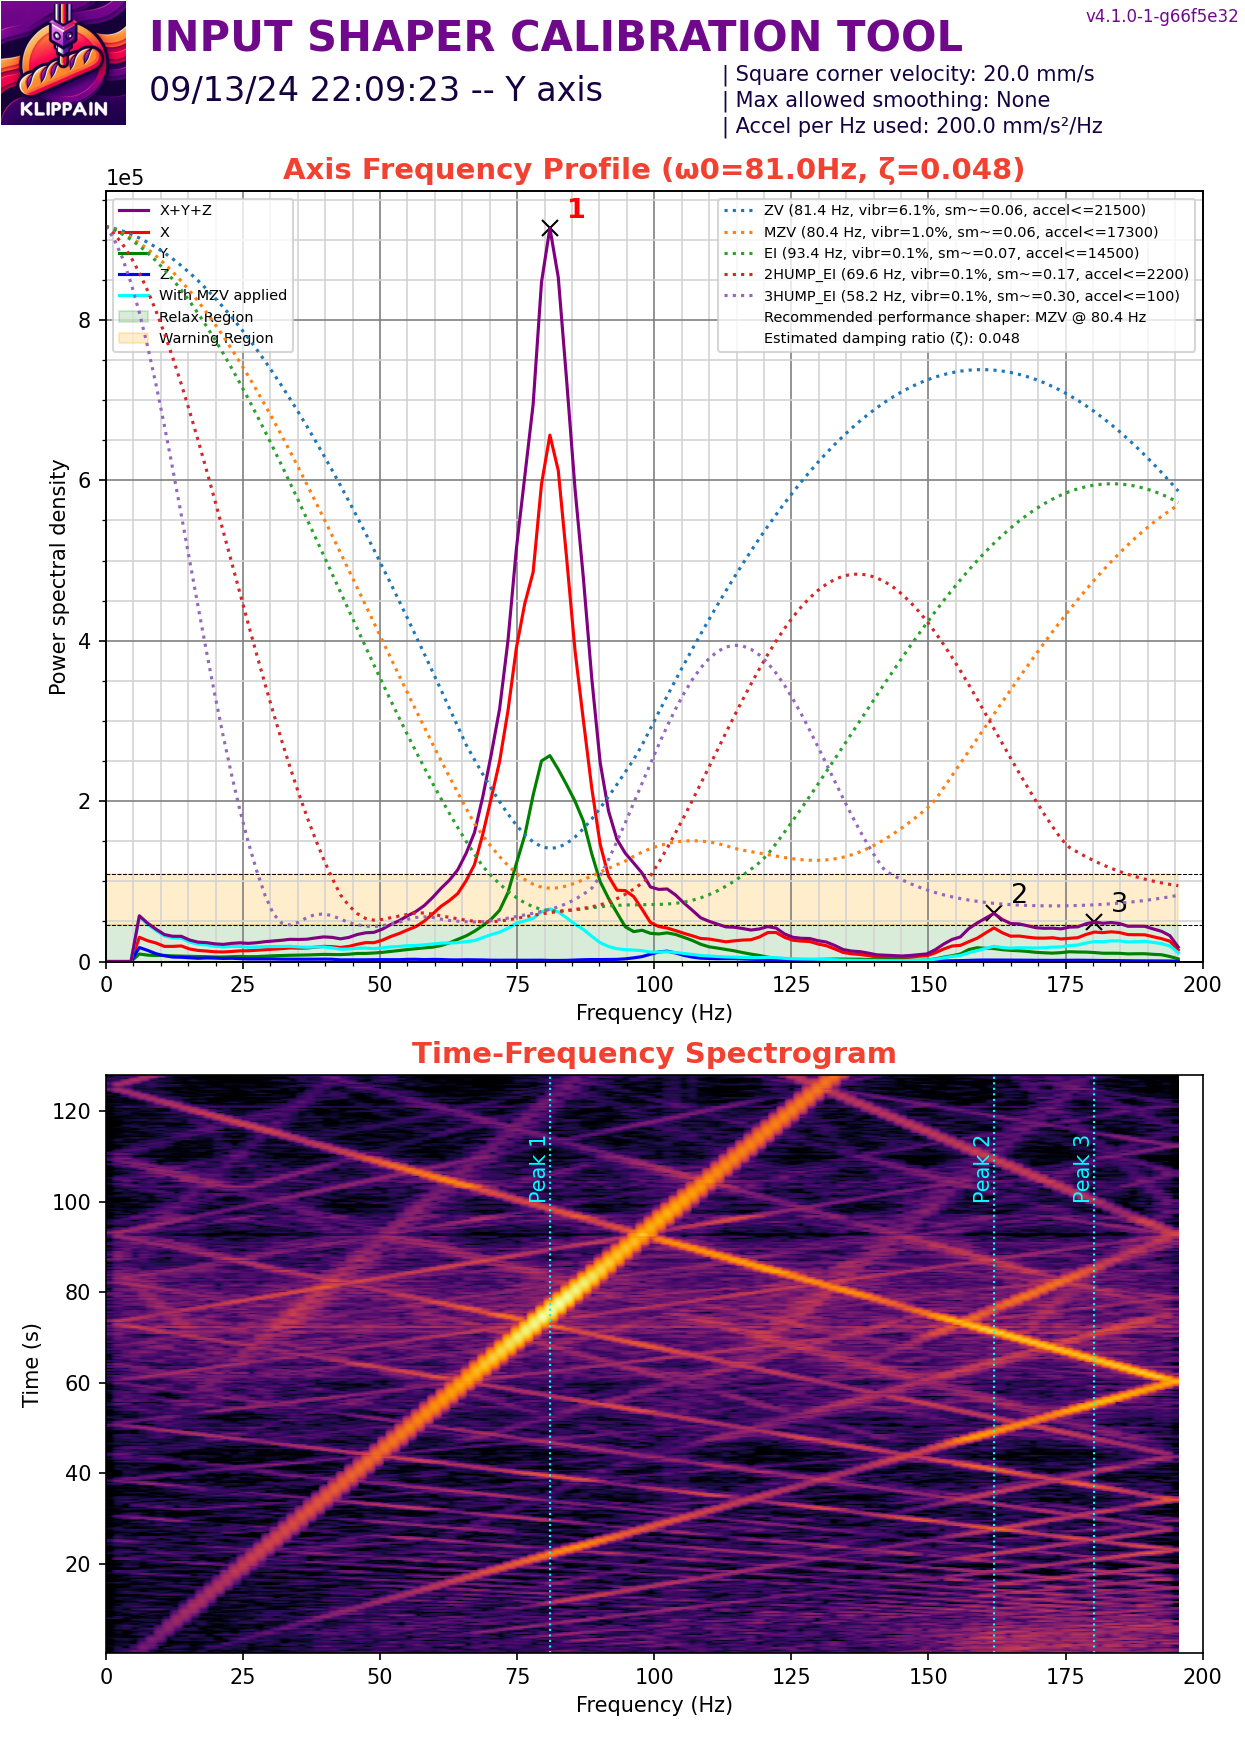 v4.1.0-1-g66f5e32
INPUT SHAPER CALIBRATION TOOL
KLIPPAIN
09/13/24 22:09:23 -- Y axis
| Square corner velocity: 20.0 mm/s
| Max allowed smoothing: None
| Accel per Hz used: 200.0 mm/s²/Hz
Axis Frequency Profile (ω0=81.0Hz, ζ=0.048)
1e5
X+Y+Z
X
Y
Z
With MZV applied
Relax Region
Warning Region
1
ZV (81.4 Hz, vibr=6.1%, sm~=0.06, accel<=21500)
MZV (80.4 Hz, vibr=1.0%, sm~=0.06, accel<=17300)
EI (93.4 Hz, vibr=0.1%, sm~=0.07, accel<=14500)
2HUMP_EI (69.6 Hz, vibr=0.1%, sm~=0.17, accel<=2200)
3HUMP_EI (58.2 Hz, vibr=0.1%, sm~=0.30, accel<=100)
Recommended performance shaper: MZV @ 80.4 Hz
Estimated damping ratio (ζ): 0.048
8
6
4
2
0
Power spectral density
2
3
0 25 50 75 100 125 150 175 200
Frequency (Hz)
Time-Frequency Spectrogram
120
100
80
60
40
20
Time (s)
Peak 1
Peak 2
Peak 3
0 25 50 75 100 125 150 175 200
Frequency (Hz)